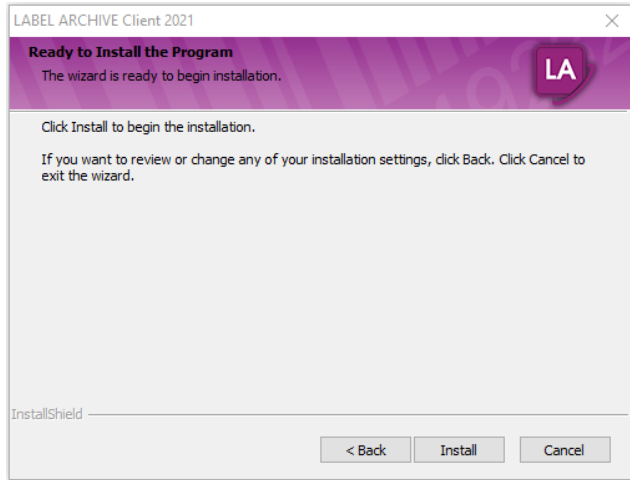 LABEL ARCHIVE Client 2021
Ready to Install the Program
The wizard is ready to begin installation.
LA
Click Install to begin the installation.
If you want to review or change any of your installation settings, click Back. Click Cancel to
exit the wizard.
InstallShield
< Back
Install
Cancel